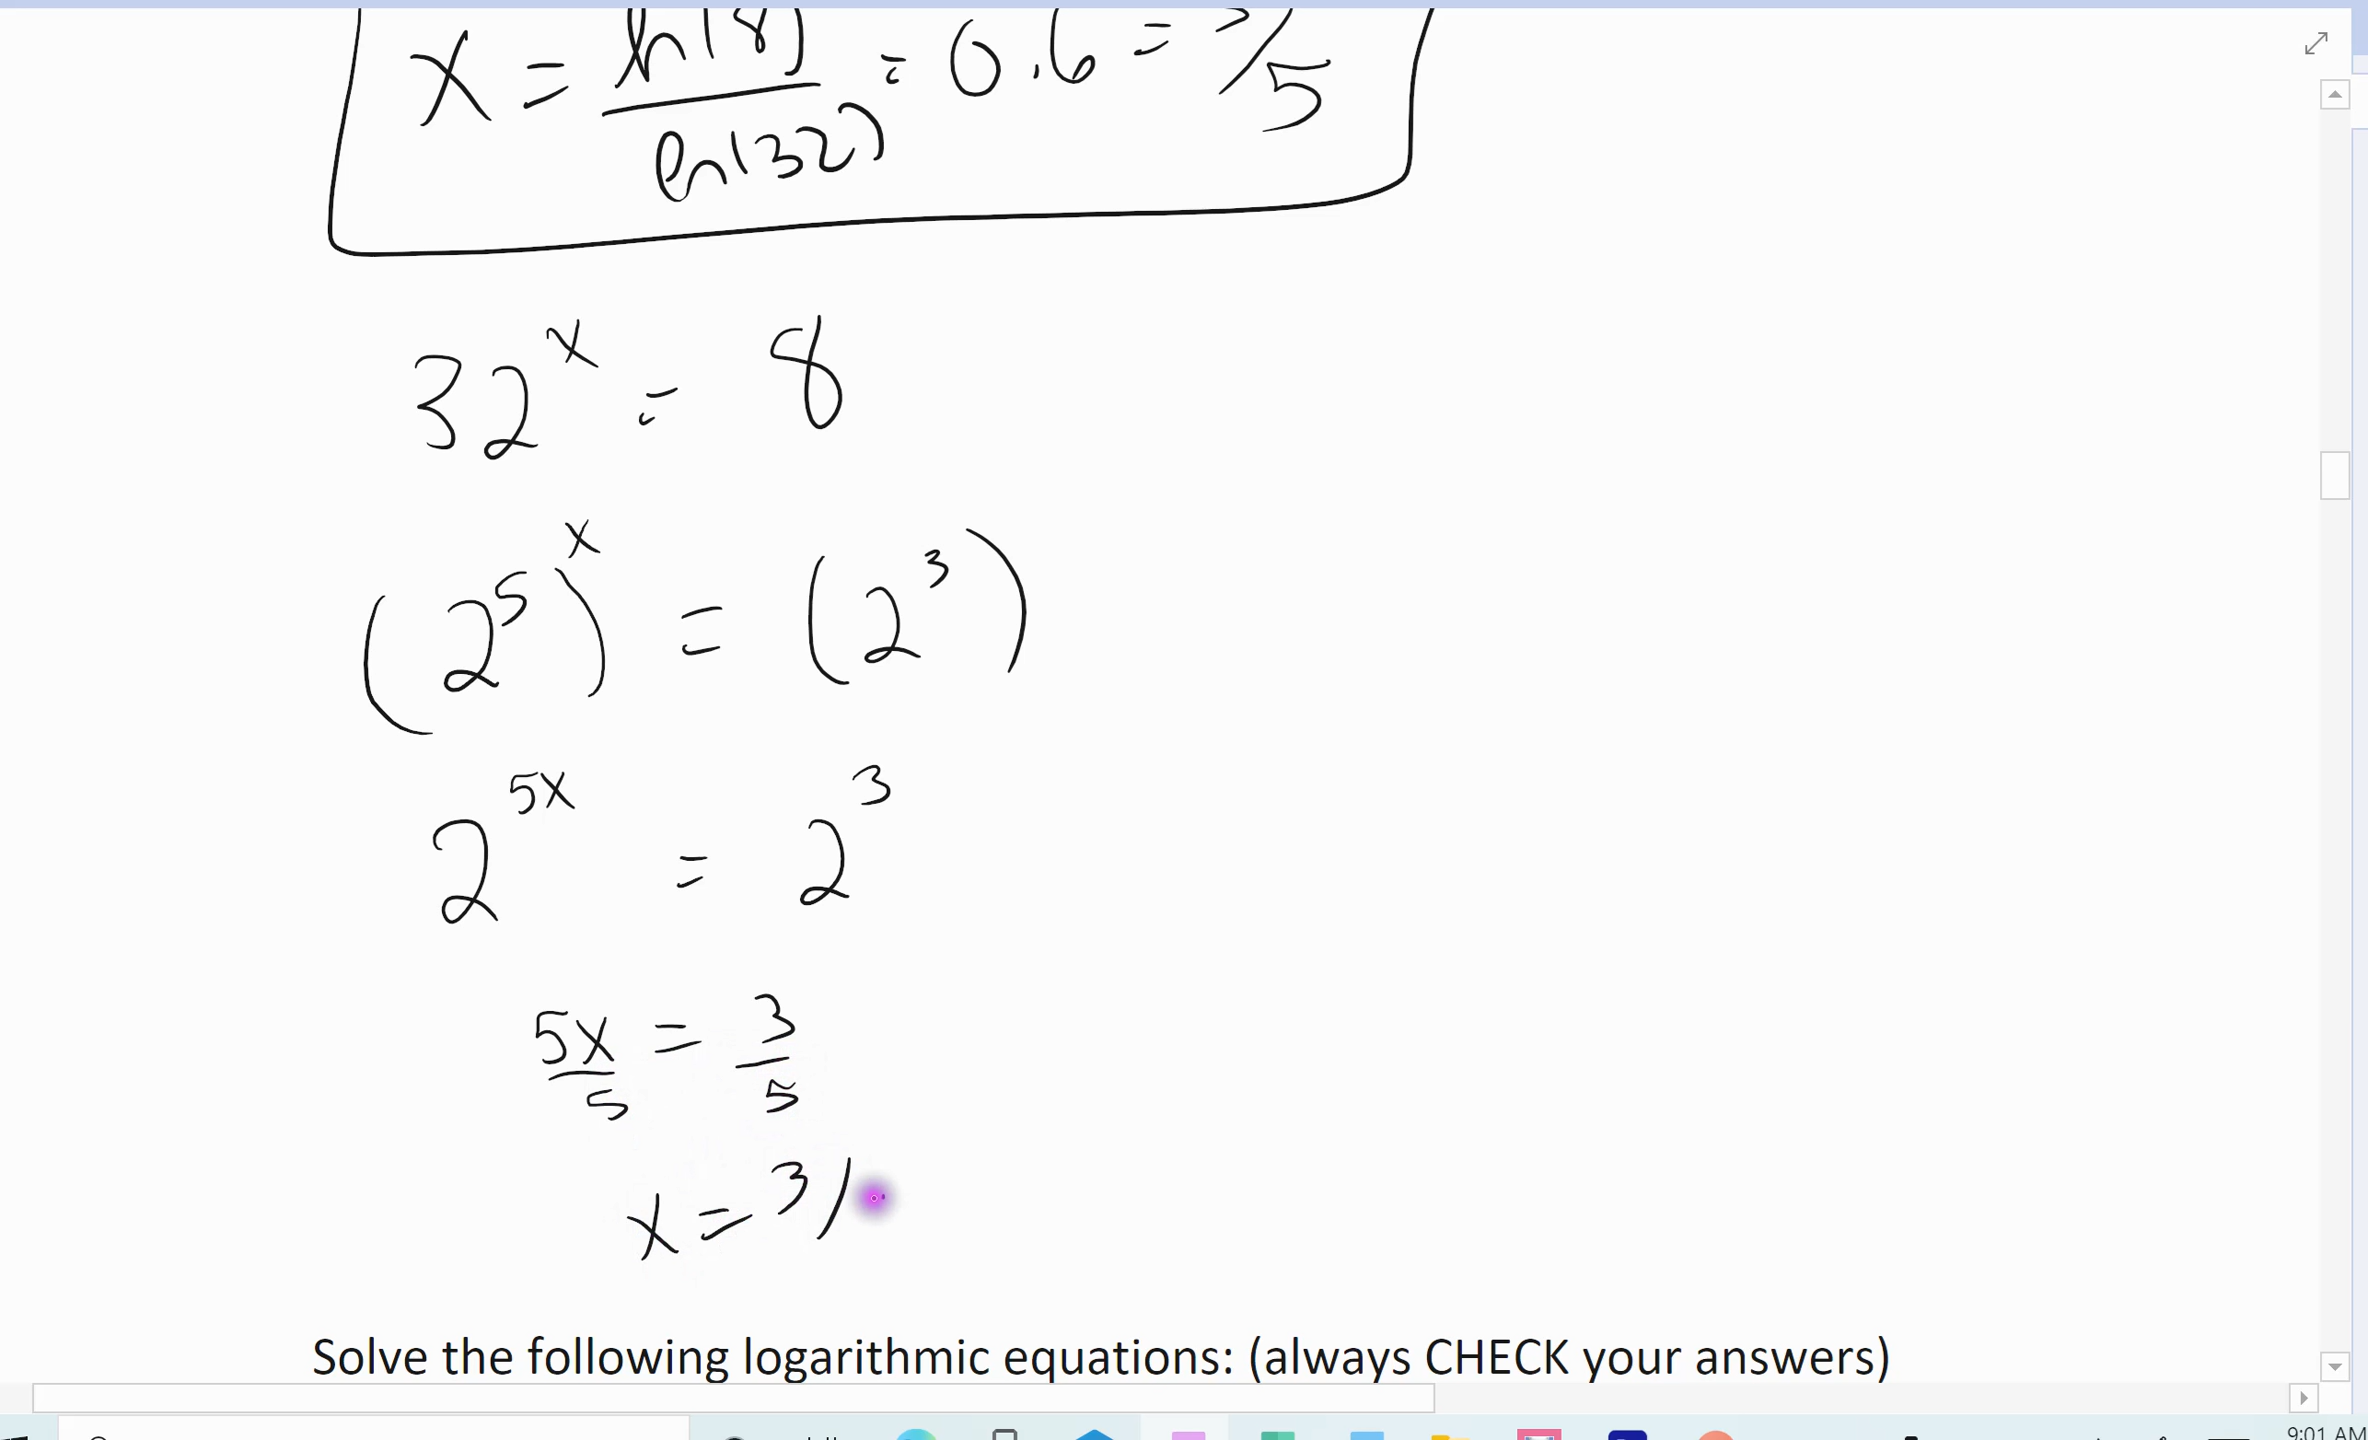 x = ln(8)/ln(32) = 0.6 = 3/5
32^x = 8
(2^5)^x = (2^3)
2^5x = 2^3
5x/5 = 3/5
x = 3/
Solve the following logarithmic equations: (always CHECK your answers)
9:01 AM